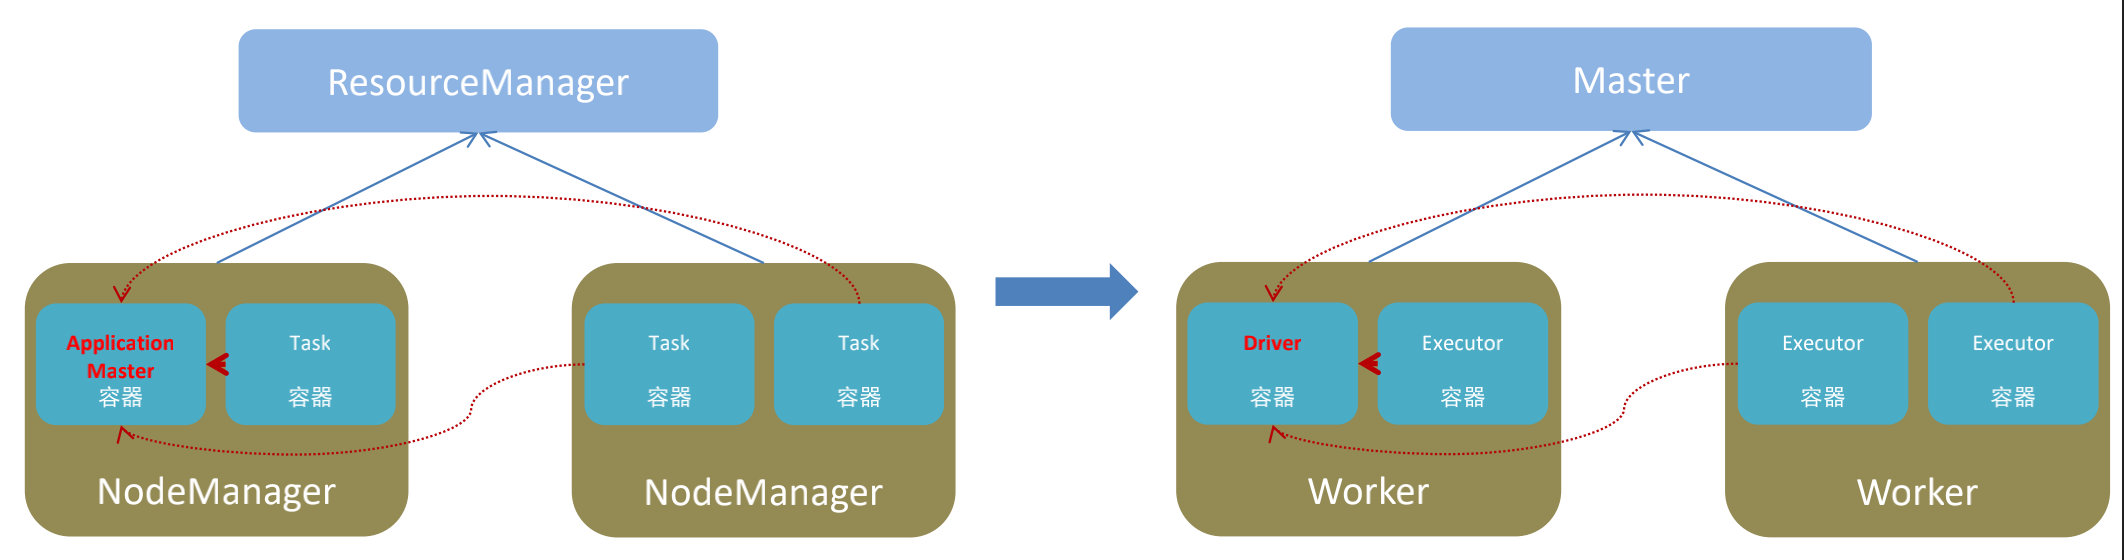 ResourceManager
Application
Master
容器
Task
容器
NodeManager
Task
容器
Task
容器
NodeManager
Master
Driver
容器
Executor
容器
Worker
Executor
容器
Executor
容器
Worker